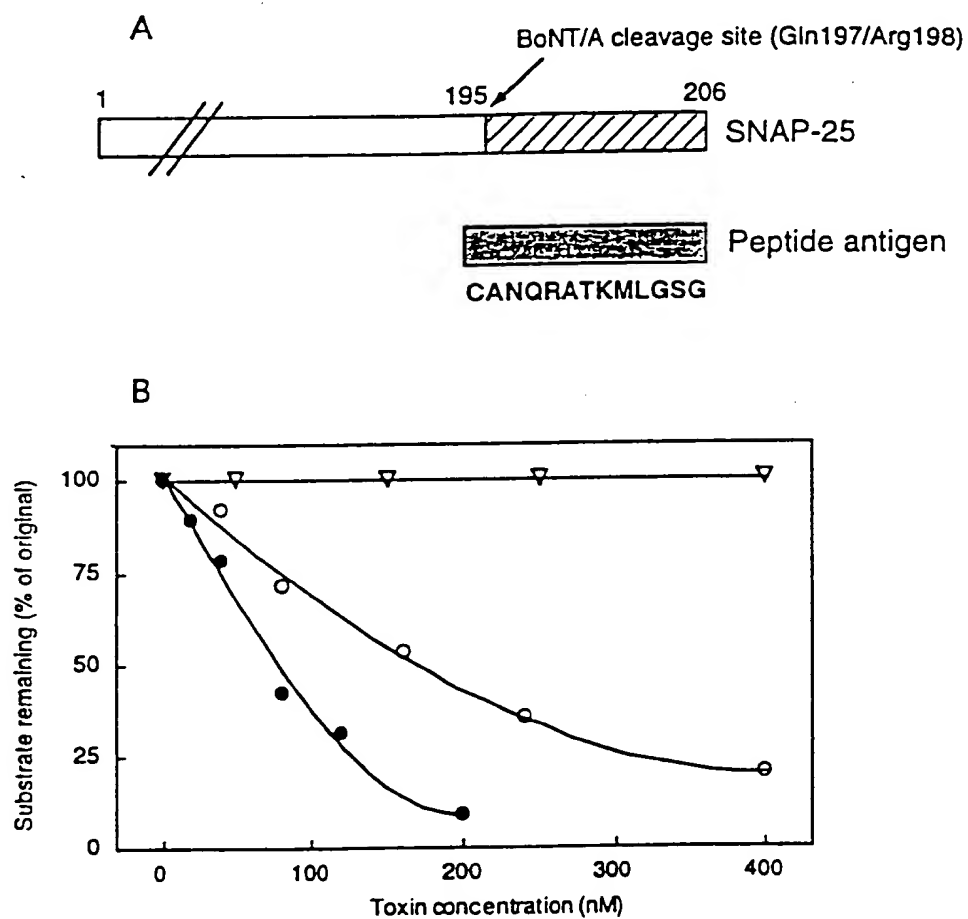 A
BoNT/A cleavage site (Gln197/Arg198)
1
195
206
SNAP-25
Peptide antigen
CANQRATKMLGSG
B
Substrate remaining (% of original)
100
75
50
25
0
0
100
200
300
400
Toxin concentration (nM)